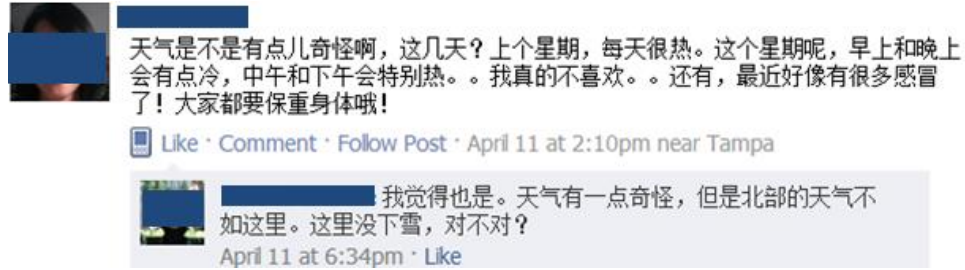 天气是不是有点儿奇怪啊，这几天？上个星期，每天很热。这个星期呢，早上和晚上
会有点冷，中午和下午会特别热。。我真的不喜欢。。还有，最近好像有很多感冒
了！大家都要保重身体哦！
Like · Comment · Follow Post · April 11 at 2:10pm near Tampa
我觉得也是。天气有一点奇怪，但是北部的天气不
如这里。这里没下雪，对不对？
April 11 at 6:34pm · Like